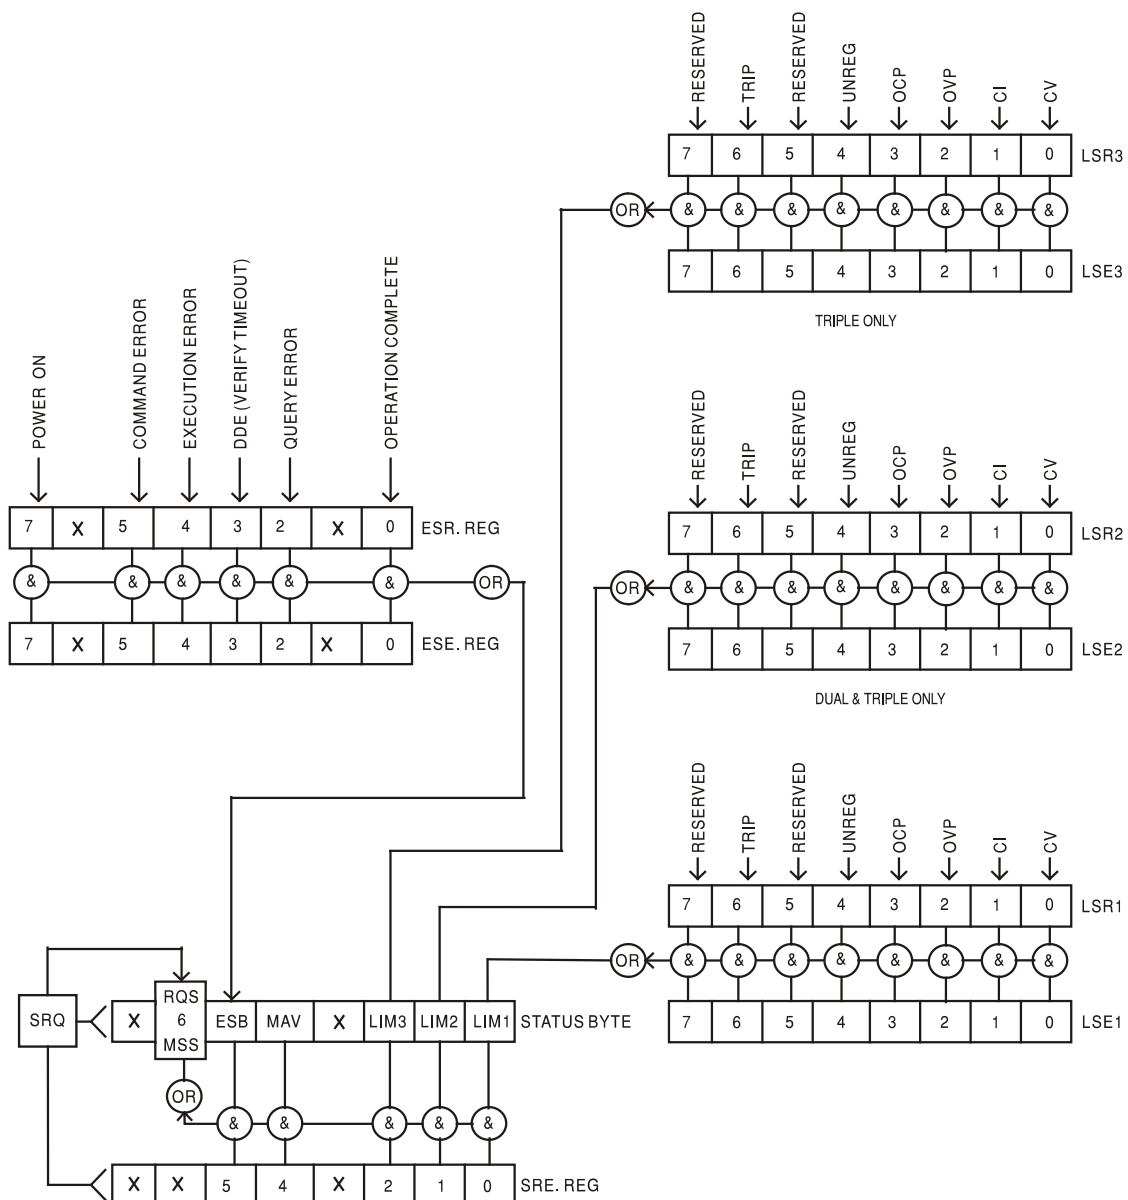 RESERVED TRIP RESERVED UNREG OCP OVP CI CV
7 6 5 4 3 2 1 0 LSR3
OR & & & & & & & &
7 6 5 4 3 2 1 0 LSE3
TRIPLE ONLY
POWER ON COMMAND ERROR EXECUTION ERROR DDE (VERIFY TIMEOUT) QUERY ERROR OPERATION COMPLETE
7 X 5 4 3 2 X 0 ESR. REG
& & & & & & OR
7 X 5 4 3 2 X 0 ESE. REG
RESERVED TRIP RESERVED UNREG OCP OVP CI CV
7 6 5 4 3 2 1 0 LSR2
OR & & & & & & & &
7 6 5 4 3 2 1 0 LSE2
DUAL & TRIPLE ONLY
RESERVED TRIP RESERVED UNREG OCP OVP CI CV
7 6 5 4 3 2 1 0 LSR1
OR & & & & & & & &
7 6 5 4 3 2 1 0 LSE1
SRQ
X
RQS
6
MSS
ESB MAV X LIM3 LIM2 LIM1 STATUS BYTE
OR
& & & & &
X X 5 4 X 2 1 0 SRE. REG